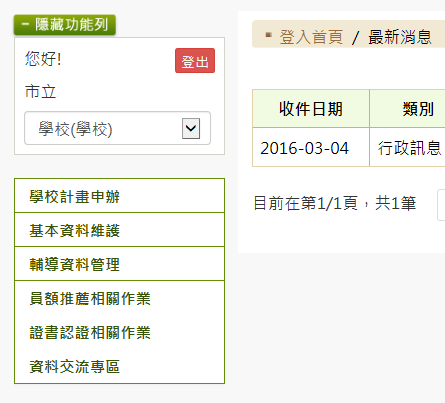 − 隱藏功能列
您好!
登出
市立
學校(學校)
學校計畫申辦
基本資料維護
輔導資料管理
員額推薦相關作業
證書認證相關作業
資料交流專區
登入首頁 / 最新消息
收件日期 類別
2016-03-04 行政訊息
目前在第1/1頁，共1筆